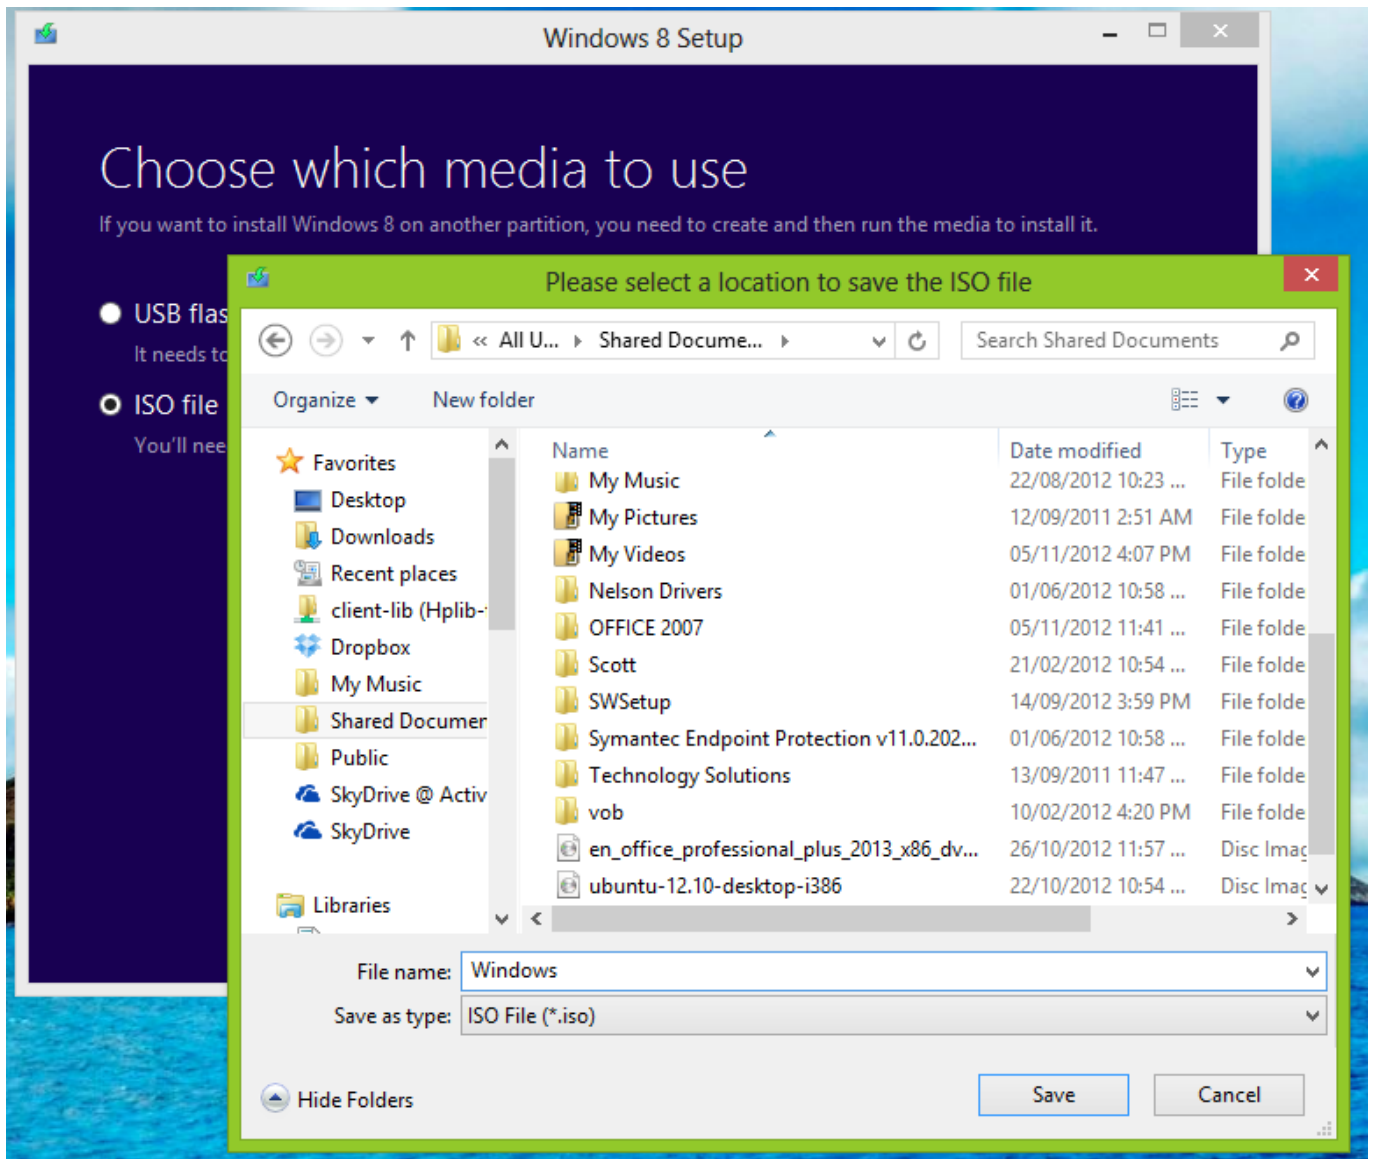 Windows 8 Setup
Choose which media to use
If you want to install Windows 8 on another partition, you need to create and then run the media to install it.
USB flas
It needs to
ISO file
You'll nee
Please select a location to save the ISO file
« All U... Shared Docume...
Search Shared Documents
Organize
New folder
Favorites
Desktop
Downloads
Recent places
client-lib (Hplib-
Dropbox
My Music
Shared Documen
Public
SkyDrive @ Activ
SkyDrive
Libraries
Name Date modified Type
My Music 22/08/2012 10:23 ... File folde
My Pictures 12/09/2011 2:51 AM File folde
My Videos 05/11/2012 4:07 PM File folde
Nelson Drivers 01/06/2012 10:58 ... File folde
OFFICE 2007 05/11/2012 11:41 ... File folde
Scott 21/02/2012 10:54 ... File folde
SWSetup 14/09/2012 3:59 PM File folde
Symantec Endpoint Protection v11.0.202... 01/06/2012 10:58 ... File folde
Technology Solutions 13/09/2011 11:47 ... File folde
vob 10/02/2012 4:20 PM File folde
en_office_professional_plus_2013_x86_dv... 26/10/2012 11:57 ... Disc Imag
ubuntu-12.10-desktop-i386 22/10/2012 10:54 ... Disc Imag
File name: Windows
Save as type: ISO File (*.iso)
Hide Folders
Save
Cancel